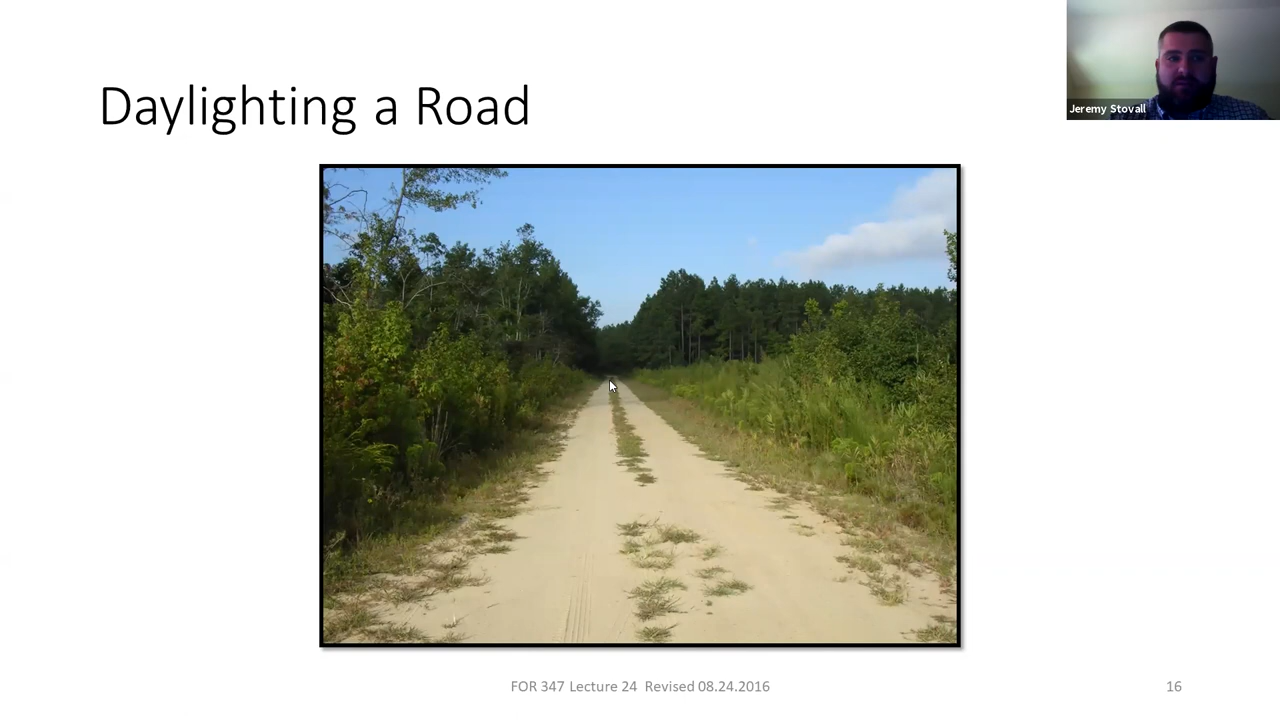 Daylighting a Road
Jeremy Stovall
FOR 347 Lecture 24 Revised 08.24.2016
16